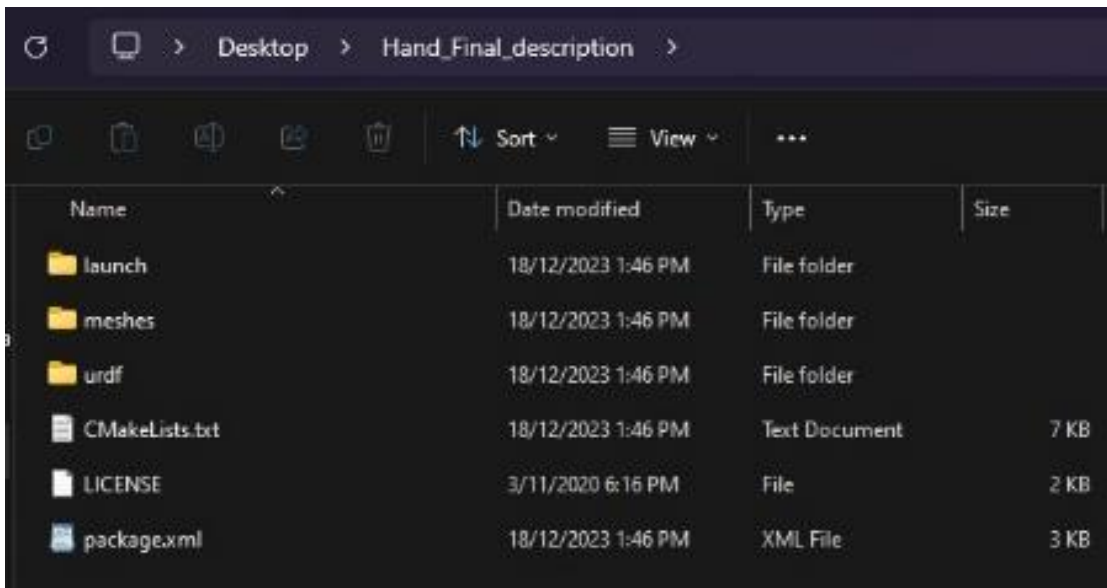 Desktop > Hand_Final_description >
Sort View ...
Name Date modified Type Size
launch 18/12/2023 1:46 PM File folder
meshes 18/12/2023 1:46 PM File folder
urdf 18/12/2023 1:46 PM File folder
CMakeLists.txt 18/12/2023 1:46 PM Text Document 7 KB
LICENSE 3/11/2020 6:16 PM File 2 KB
package.xml 18/12/2023 1:46 PM XML File 3 KB